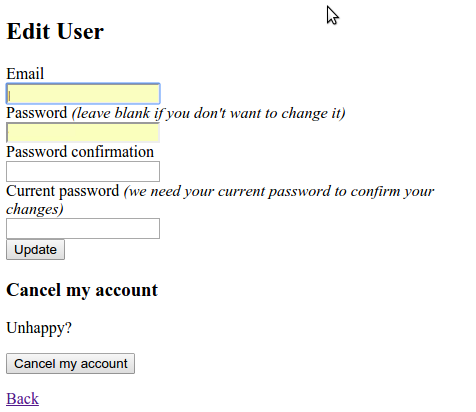 Edit User
Email
Password (leave blank if you don't want to change it)
Password confirmation
Current password (we need your current password to confirm your
changes)
Update
Cancel my account
Unhappy?
Cancel my account
Back